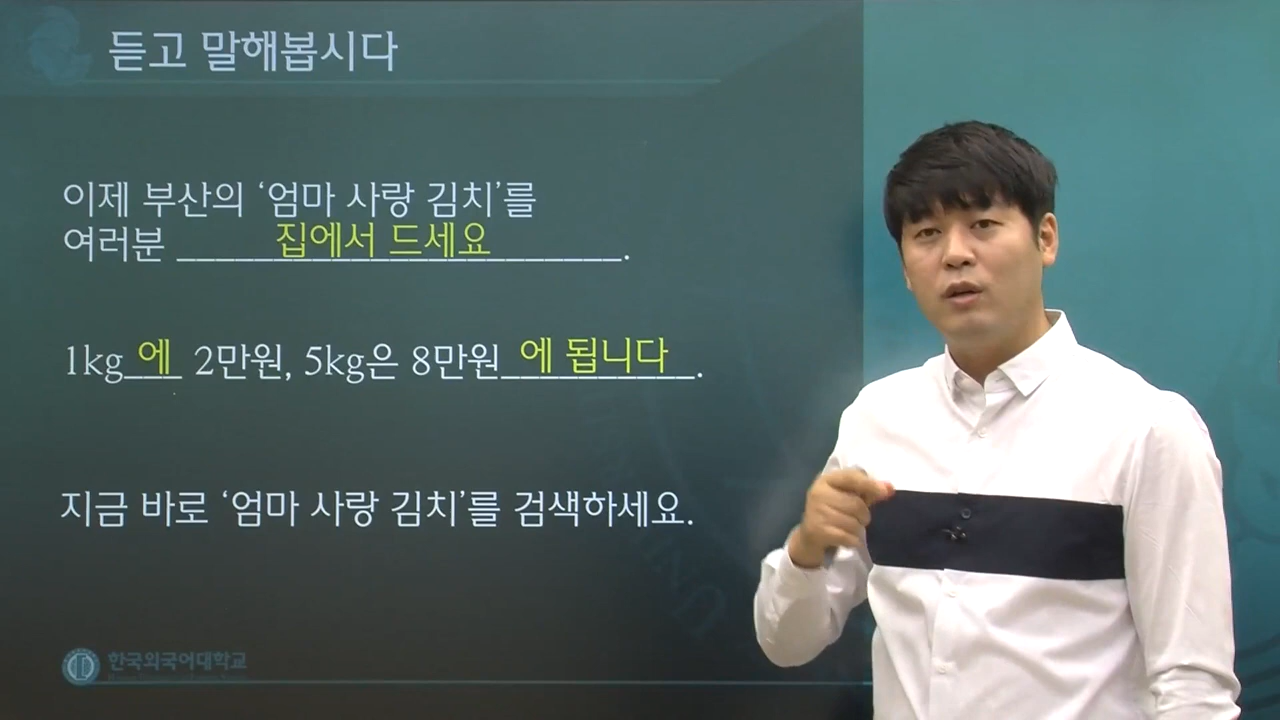 듣고 말해봅시다
이제 부산의 ‘엄마 사랑 김치’를
여러분 집에서 드세요.
1kg에 2만원, 5kg은 8만원에 됩니다.
지금 바로 ‘엄마 사랑 김치’를 검색하세요.
한국외국어대학교